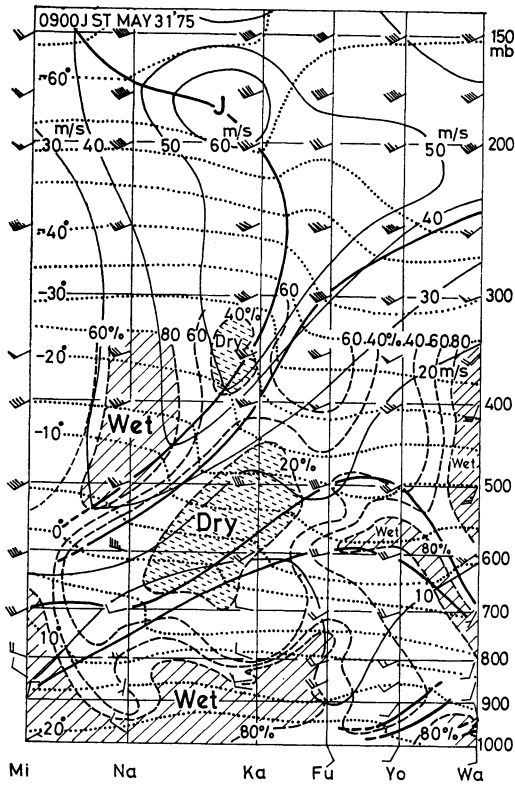 0900JST MAY 31'75
150
mb
-60°
J
m/s m/s m/s
30 40 50 60 50 200
40
-40°
-30° 60 30 300
40%
60% 80 60 Dry 60 40% 40 60 80
-20° 20m/s
400
Wet
-10°
20% Wet
500
Dry
0° Wet
80% 600
10
700
10°
800
Wet
900
20° 80% 80% 1000
Mi Na Ka Fu Yo Wa